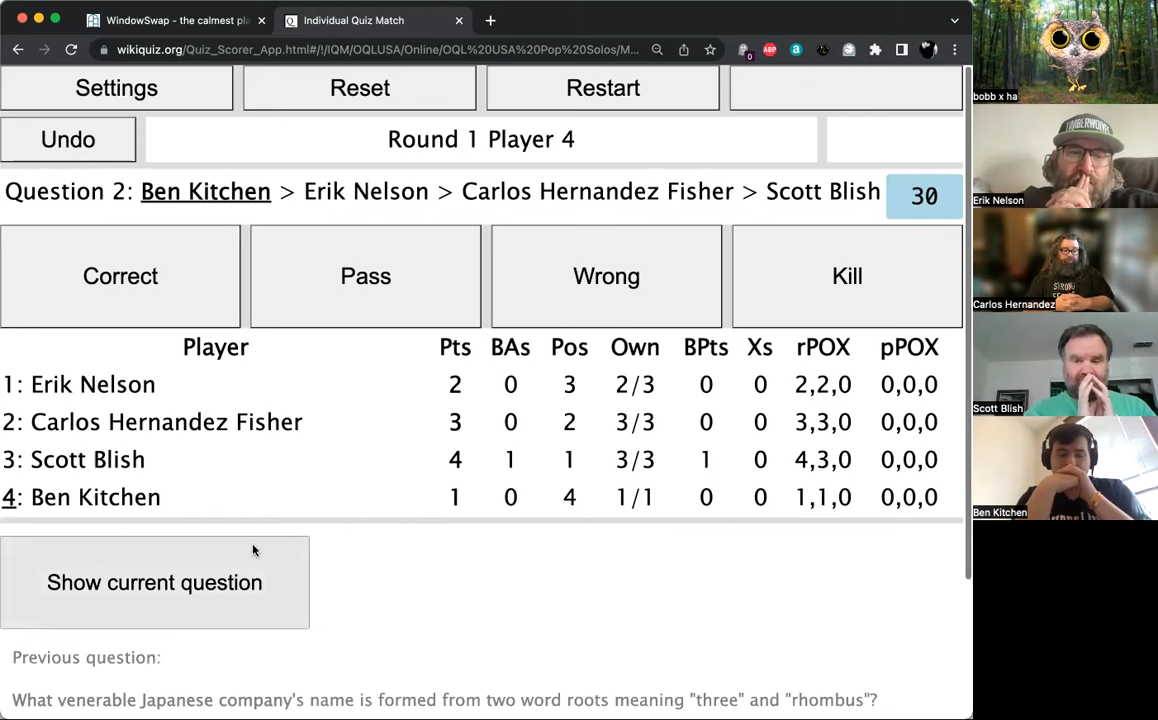 WindowSwap - the calmest pl
Individual Quiz Match
wikiquiz.org/Quiz_Scorer_App.html#/!/IQM/OQLUSA/Online/OQL%20USA%20Pop%20Solos/M...
0
ABP
a
Settings
Reset
Restart
Undo
Round 1 Player 4
Question 2: Ben Kitchen > Erik Nelson > Carlos Hernandez Fisher > Scott Blish
30
Correct
Pass
Wrong
Kill
Player Pts BAs Pos Own BPts Xs rPOX pPOX
1: Erik Nelson 2 0 3 2/3 0 0 2,2,0 0,0,0
2: Carlos Hernandez Fisher 3 0 2 3/3 0 0 3,3,0 0,0,0
3: Scott Blish 4 1 1 3/3 1 0 4,3,0 0,0,0
4: Ben Kitchen 1 0 4 1/1 0 0 1,1,0 0,0,0
Show current question
Previous question:
What venerable Japanese company's name is formed from two word roots meaning "three" and "rhombus"?
bobb x ha
TIMBERWOLVES
Erik Nelson
STRONG
Carlos Hernandez
Scott Blish
Ben Kitchen